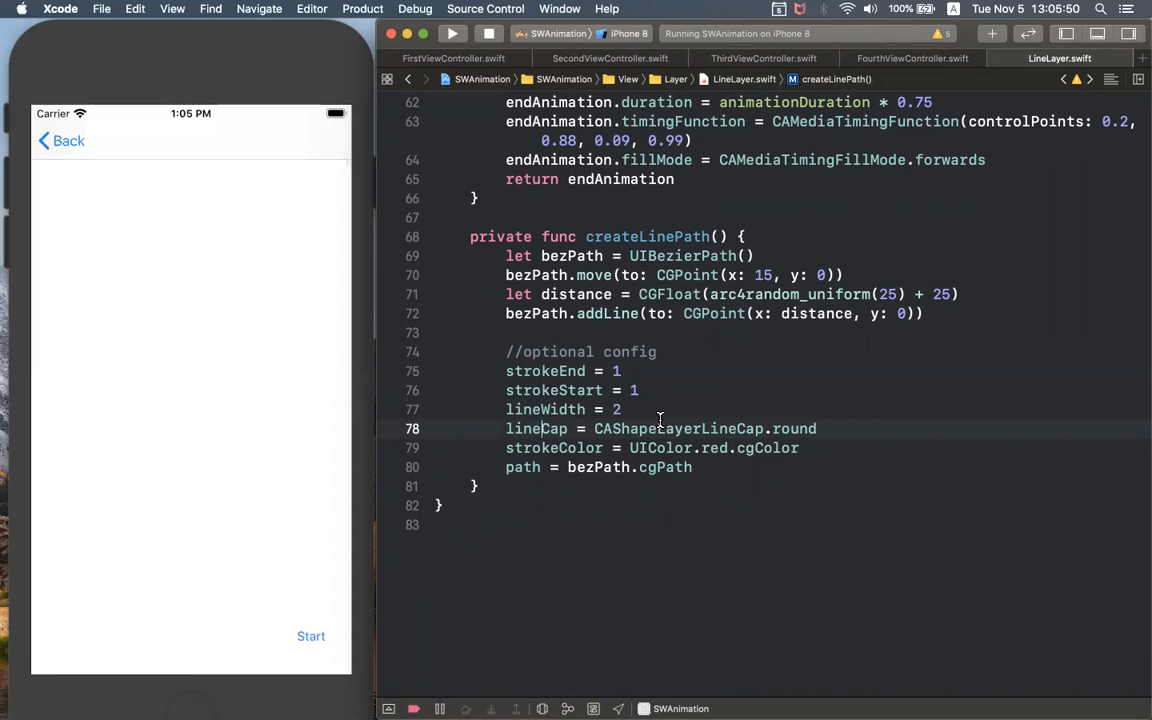 Xcode File Edit View Find Navigate Editor Product Debug Source Control Window Help 5 100% A Tue Nov 5 13:05:50
SWAnimation iPhone 8 Running SWAnimation on iPhone 8 6
FirstViewController.swift SecondViewController.swift ThirdViewController.swift FourthViewController.swift LineLayer.swift
SWAnimation SWAnimation View Layer LineLayer.swift M createLinePath()
Carrier 1:05 PM
Back
Start
62 endAnimation.duration = animationDuration * 0.75
63 endAnimation.timingFunction = CAMediaTimingFunction(controlPoints: 0.2,
0.88, 0.09, 0.99)
64 endAnimation.fillMode = CAMediaTimingFillMode.forwards
65 return endAnimation
66 }
67
68 private func createLinePath() {
69 let bezPath = UIBezierPath()
70 bezPath.move(to: CGPoint(x: 15, y: 0))
71 let distance = CGFloat(arc4random_uniform(25) + 25)
72 bezPath.addLine(to: CGPoint(x: distance, y: 0))
73
74 //optional config
75 strokeEnd = 1
76 strokeStart = 1
77 lineWidth = 2
78 lineCap = CAShapeLayerLineCap.round
79 strokeColor = UIColor.red.cgColor
80 path = bezPath.cgPath
81 }
82 }
83
SWAnimation